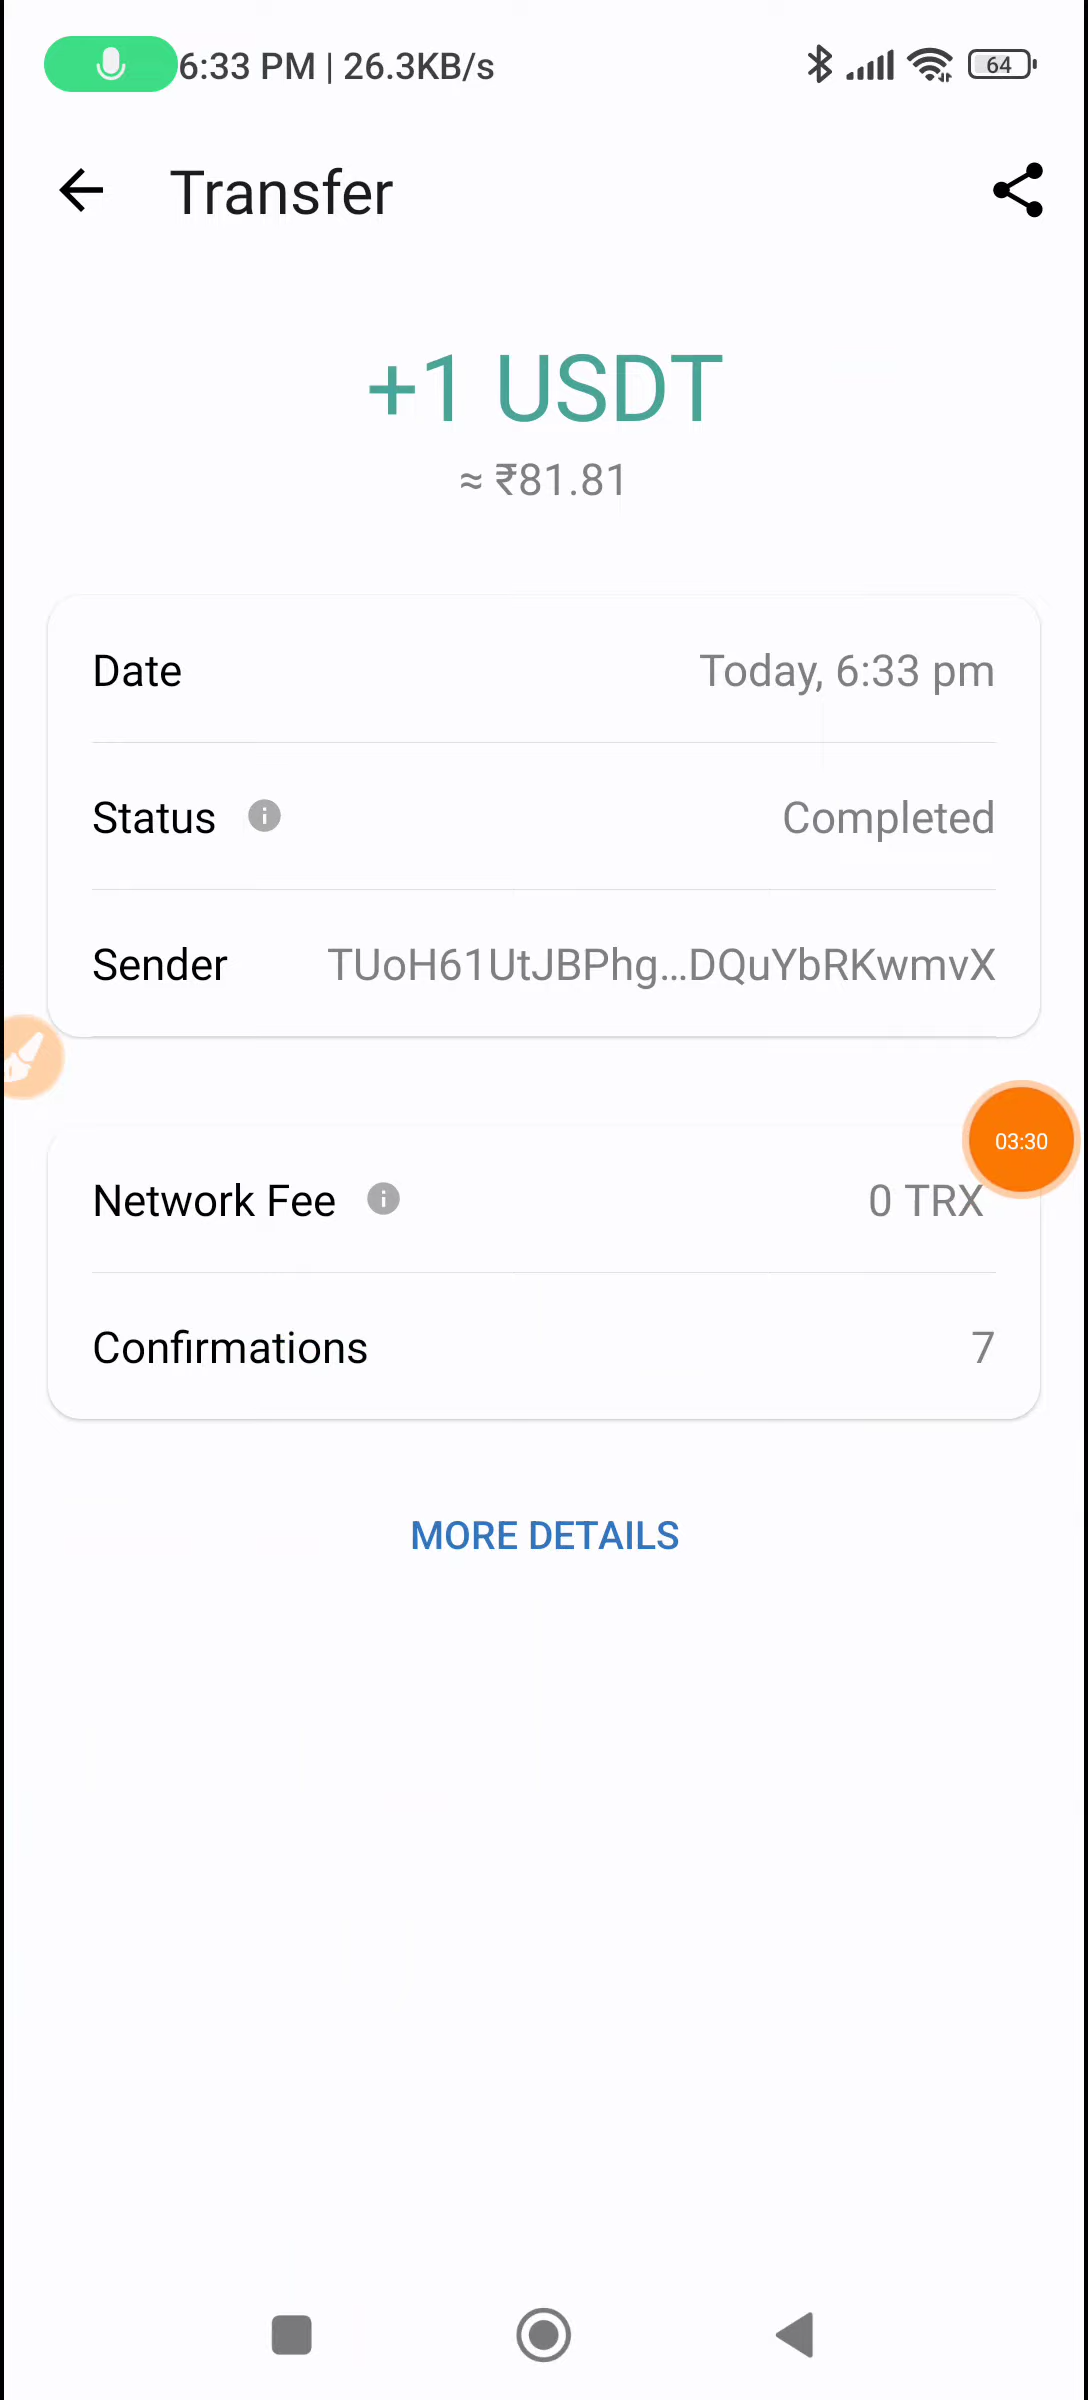 6:33 PM | 26.3KB/s 64
Transfer
+1 USDT
≈ ₹81.81
Date Today, 6:33 pm
Status Completed
Sender TUoH61UtJBPhg...DQuYbRKwmvX
03:30
Network Fee 0 TRX
Confirmations 7
MORE DETAILS